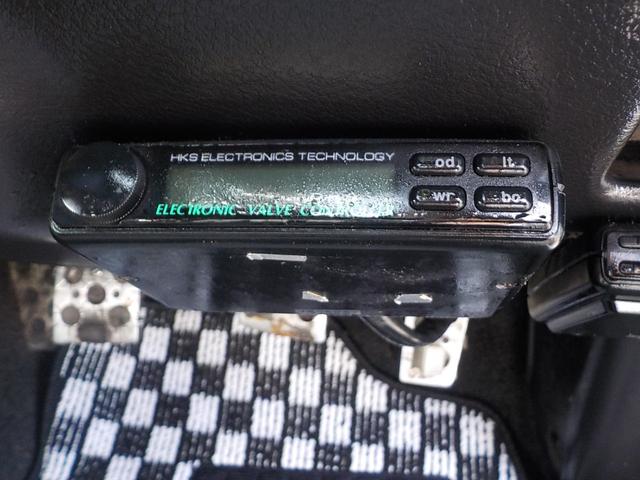 HKS ELECTRONICS TECHNOLOGY
ELECTRONIC VALVE
od
lt
wr
bo